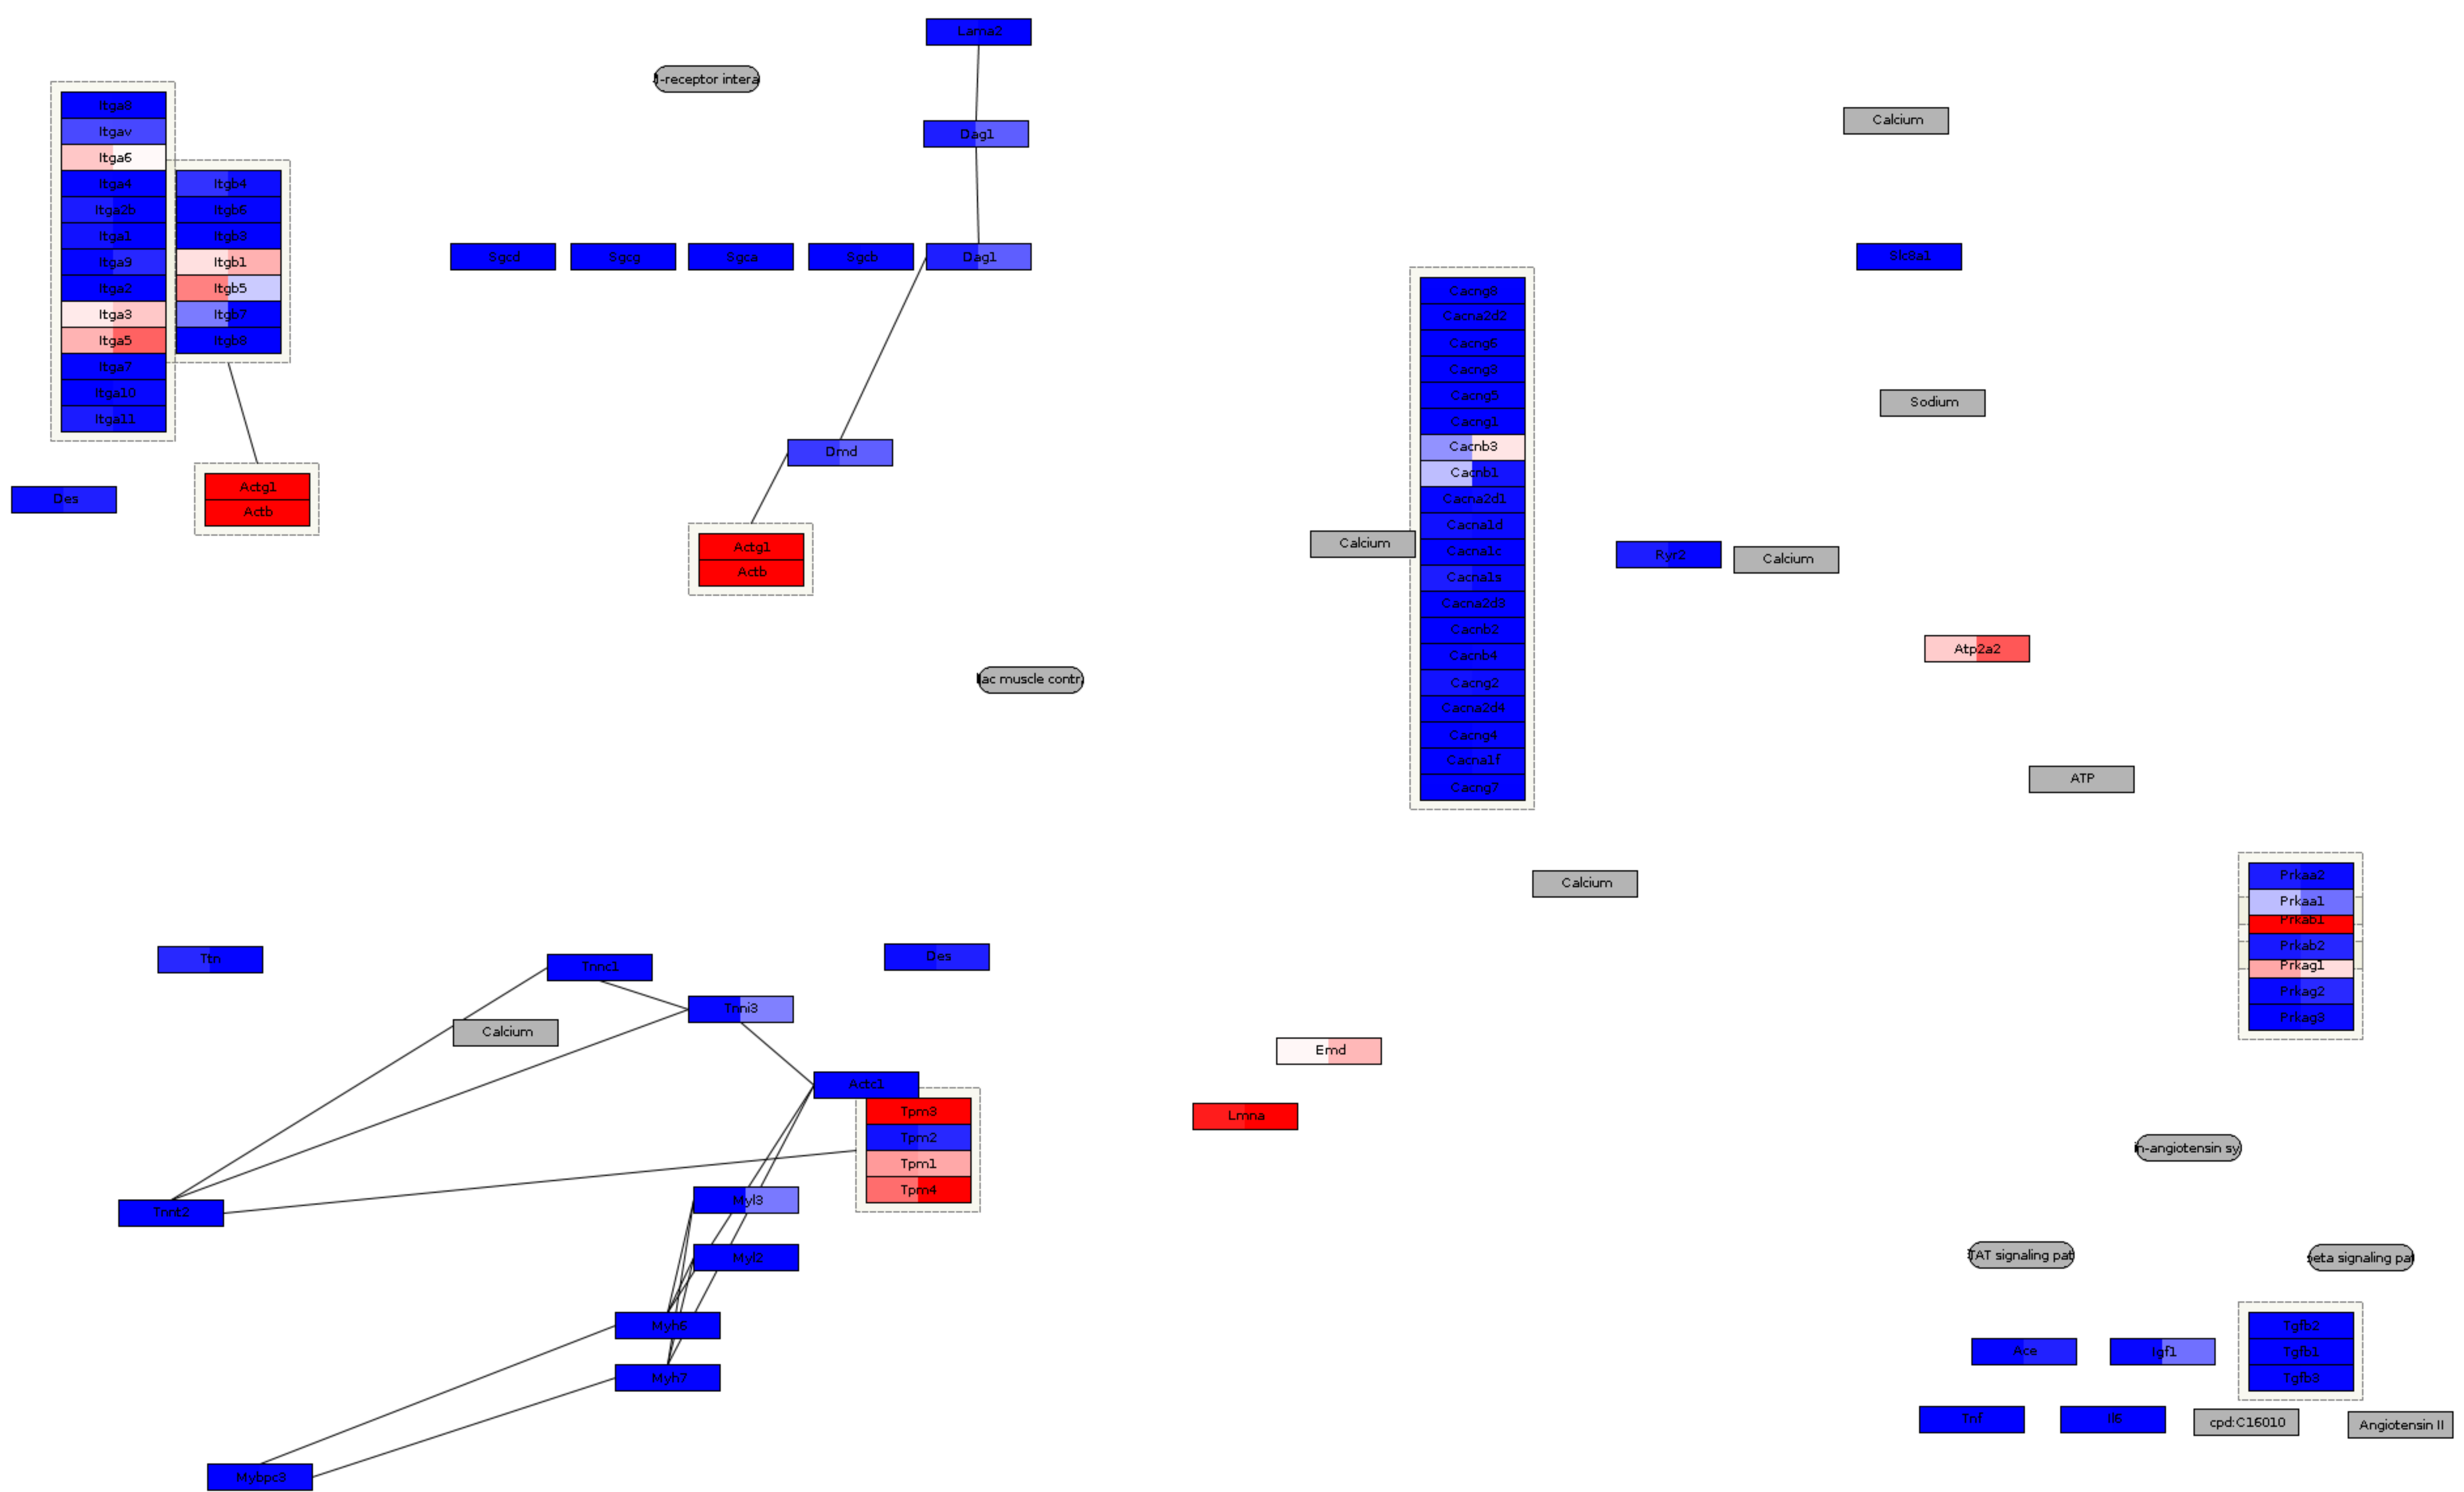 Lama2
-receptor intera
Itga8
Itgav
Itga6
Itga4
Itga2b
Itga1
Itga9
Itga2
Itga3
Itga5
Itga7
Itga10
Itga11
Itgb4
Itgb6
Itgb3
Itgb1
Itgb5
Itgb7
Itgb8
Dag1
Calcium
Sgcd
Sgcg
Sgca
Sgcb
Dag1
Slc8a1
Cacng8
Cacna2d2
Cacng6
Cacng3
Cacng5
Cacng1
Cacnb3
Cacnb1
Cacna2d1
Cacna1d
Cacna1c
Cacna1s
Cacna2d3
Cacnb2
Cacnb4
Cacng2
Cacna2d4
Cacng4
Cacna1f
Cacng7
Sodium
Dmd
Des
Actg1
Actb
Actg1
Actb
Calcium
Ryr2
Calcium
Atp2a2
ac muscle contr
ATP
Calcium
Prkaa2
Prkaa1
Prkab1
Prkab2
Prkag1
Prkag2
Prkag3
Ttn
Tnnc1
Des
Tnni3
Calcium
Emd
Actc1
Tpm3
Tpm2
Tpm1
Tpm4
Lmna
in-angiotensin sy
Myl3
Tnnt2
Myl2
TAT signaling pat
beta signaling pat
Myh6
Myh7
Tgfb2
Tgfb1
Tgfb3
Ace
Igf1
Tnf
Il6
cpd:C16010
Angiotensin II
Mybpc3